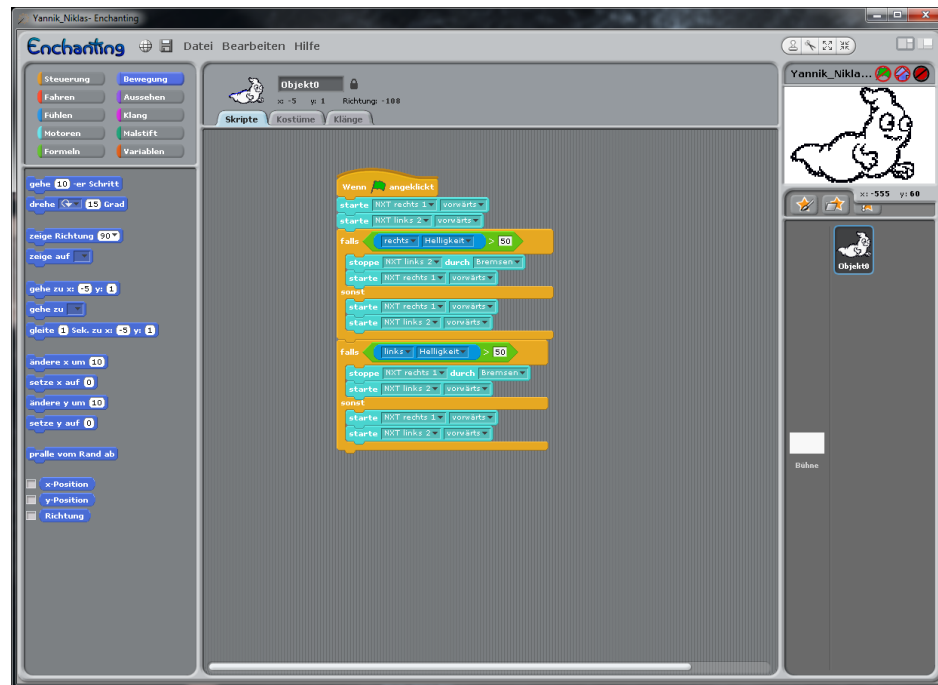 Yannik_Niklas- Enchanting
Enchanting Datei Bearbeiten Hilfe
Steuerung Bewegung
Fahren Aussehen
Fühlen Klang
Motoren Malstift
Formeln Variablen
gehe 10 -er Schritt
drehe 15 Grad
zeige Richtung 90
zeige auf
gehe zu x: -5 y: 1
gehe zu
gleite 1 Sek. zu x: -5 y: 1
ändere x um 10
setze x auf 0
ändere y um 10
setze y auf 0
pralle vom Rand ab
x-Position
y-Position
Richtung
Objekt0
x: -5 y: 1 Richtung: -108
Skripte Kostüme Klänge
Wenn angeklickt
starte NXT rechts 1 vorwärts
starte NXT links 2 vorwärts
falls rechts Helligkeit > 50
stoppe NXT links 2 durch Bremsen
starte NXT rechts 1 vorwärts
sonst
starte NXT rechts 1 vorwärts
starte NXT links 2 vorwärts
falls links Helligkeit > 50
stoppe NXT rechts 1 durch Bremsen
starte NXT links 2 vorwärts
sonst
starte NXT rechts 1 vorwärts
starte NXT links 2 vorwärts
Yannik_Nikla...
x: -555 y: 60
Objekt0
Bühne